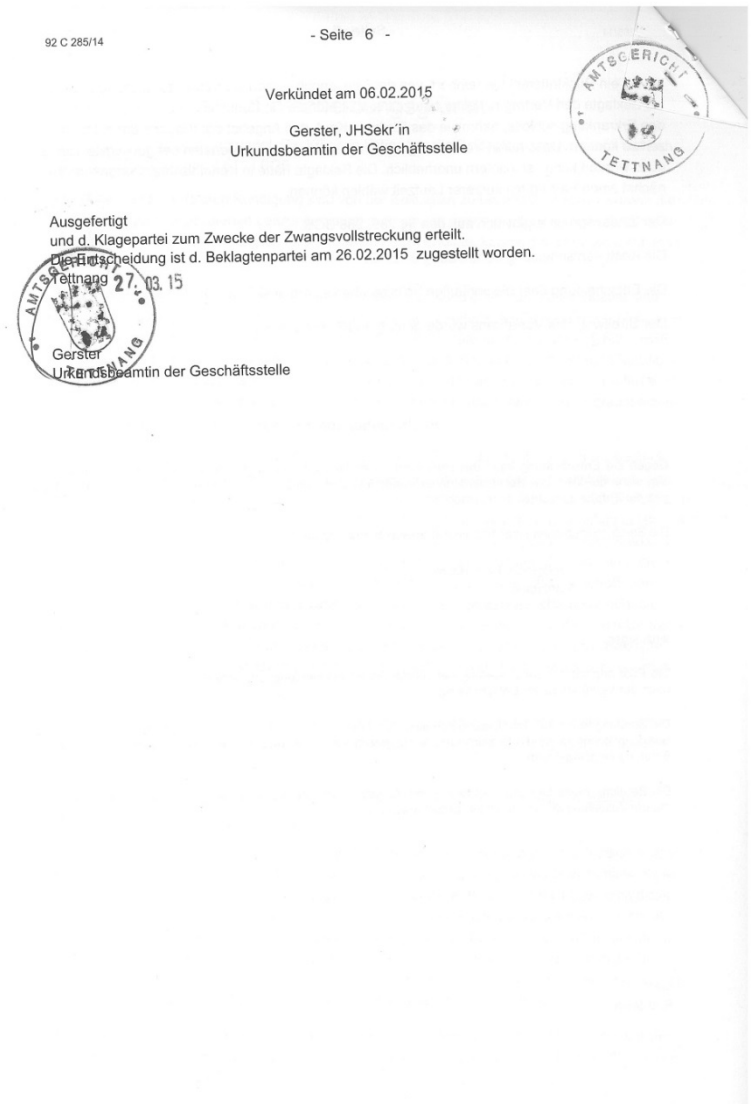 92 C 285/14
- Seite 6 -
AMTSGERICHT
TETTNANG
Verkündet am 06.02.2015
Gerster, JHSekr´in
Urkundsbeamtin der Geschäftsstelle
Ausgefertigt
und d. Klagepartei zum Zwecke der Zwangsvollstreckung erteilt.
Die Entscheidung ist d. Beklagtenpartei am 26.02.2015 zugestellt worden.
Tettnang 27. 03. 15
AMTSGERICHT
TETTNANG
Gerster
Urkundsbeamtin der Geschäftsstelle